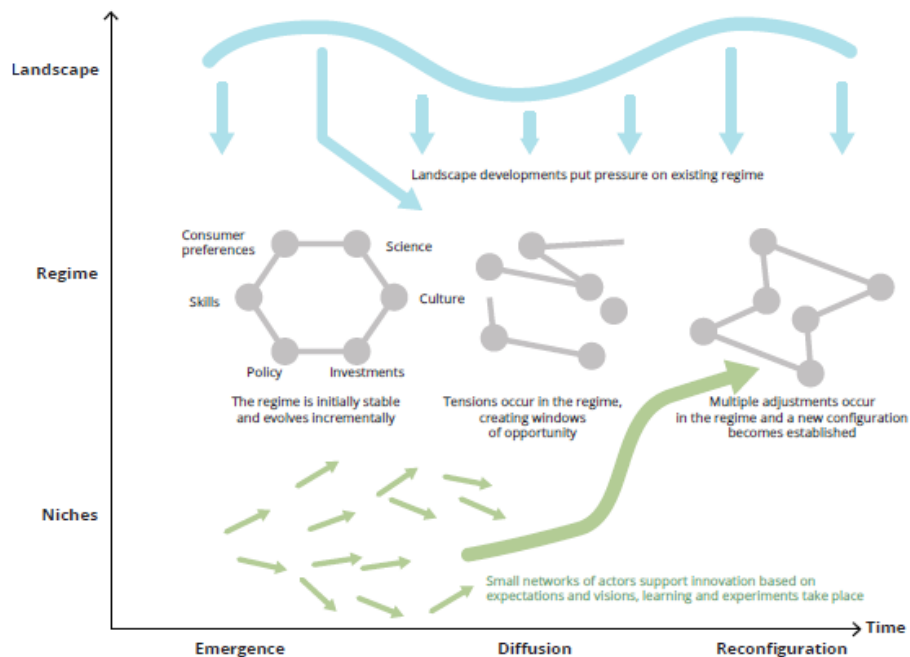 Landscape
Landscape developments put pressure on existing regime
Regime
Consumer
preferences
Science
Skills
Culture
Policy
Investments
The regime is initially stable
and evolves incrementally
Tensions occur in the regime,
creating windows
of opportunity
Multiple adjustments occur
in the regime and a new configuration
becomes established
Niches
Small networks of actors support innovation based on
expectations and visions, learning and experiments take place
Time
Emergence
Diffusion
Reconfiguration